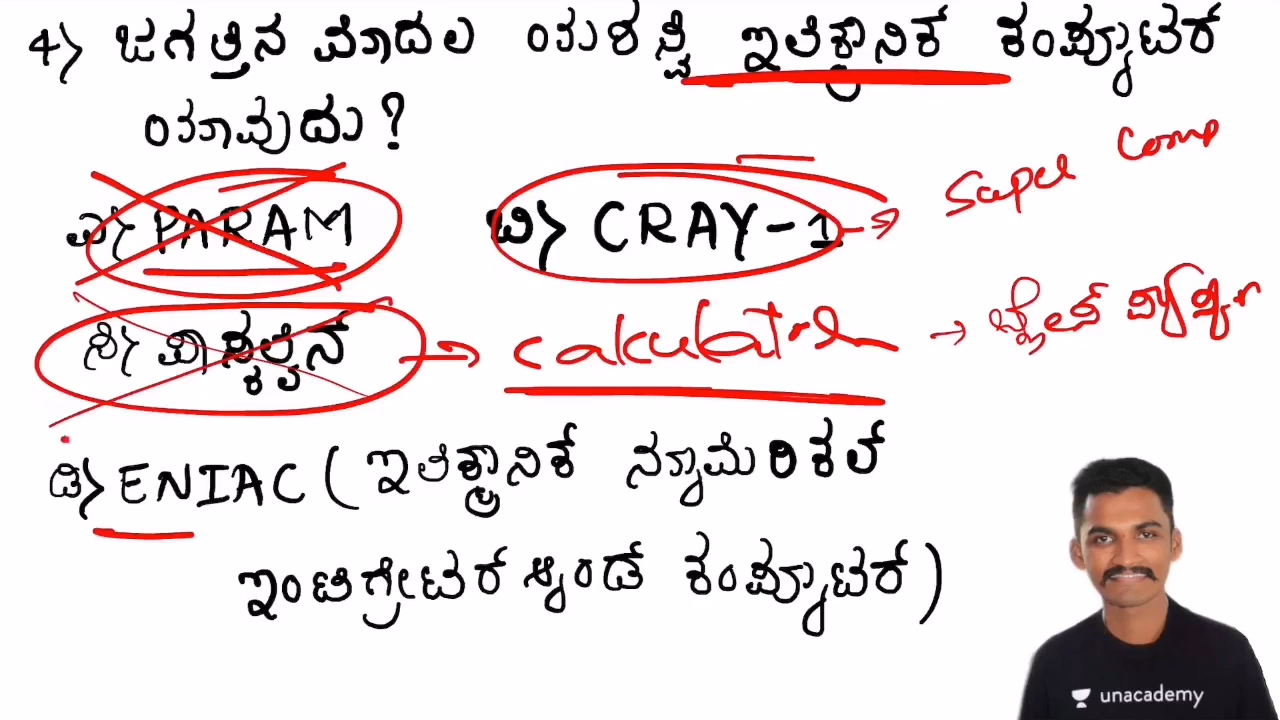 4> ಜಗತ್ತಿನ ಮೊದಲ ಯಶಸ್ವಿ ಇಲೆಕ್ಟ್ರೌನಿಕ್ ಕಂಪ್ಯೂಟರ್
ಯಾವುದು?
ಎ> PARAM
ಬಿ> CRAY-1 → Super Comp
ಸಿ> ಪಾಸ್ಕಲೈನ್ → calculator → ಬ್ಲೈಸ್ ಪ್ಯಾಸ್ಕಲ್
ಡಿ> ENIAC (ಇಲೆಕ್ಟ್ರಾನಿಕ್ ನ್ಯೂಮೆರಿಕಲ್
ಇಂಟಿಗ್ರೇಟರ್ ಆ್ಯಂಡ್ ಕಂಪ್ಯೂಟರ್)
unacademy